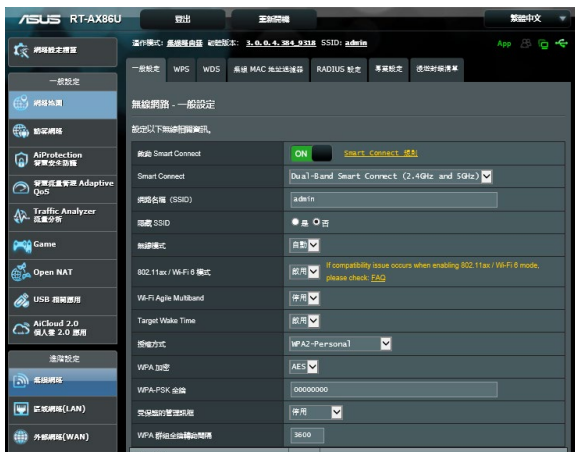 ASUS RT-AX86U 登出 重新開機 繁體中文
操作模式: 無線路由器 韌體版本: 3.0.0.4.384_9318 SSID: admin App
網路設定精靈
一般設定 WPS WDS 無線 MAC 地址過濾器 RADIUS 設定 專業設定 漫遊封鎖清單
一般設定
網路地圖
無線網路 - 一般設定
訪客網路
設定以下無線相關資訊。
AiProtection
智慧安全防護
啟動 Smart Connect ON Smart Connect 規則
智慧流量管理 Adaptive QoS
Smart Connect Dual-Band Smart Connect (2.4GHz and 5GHz)
網路名稱 (SSID) admin
Traffic Analyzer
流量分析
隱藏 SSID 是 否
Game
無線模式 自動
Open NAT
802.11ax / Wi-Fi 6 模式 啟用 If compatibility issue occurs when enabling 802.11ax / Wi-Fi 6 mode,
please check: FAQ
USB 相關應用
Wi-Fi Agile Multiband 停用
AiCloud 2.0
個人雲 2.0 應用
Target Wake Time 啟用
授權方式 WPA2-Personal
進階設定
WPA 加密 AES
無線網路
WPA-PSK 金鑰 00000000
區域網路(LAN)
受保護的管理訊框 停用
外部網路(WAN)
WPA 群組金鑰轉動間隔 3600